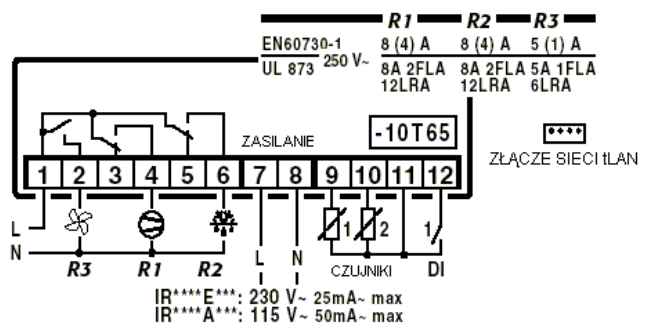 R1 R2 R3
EN60730-1 250 V~ 8 (4) A 8 (4) A 5 (1) A
UL 873 8A 2FLA 8A 2FLA 5A 1FLA
12LRA 12LRA 6LRA
ZASILANIE -10T65
ZŁĄCZE SIECI tLAN
1 2 3 4 5 6 7 8 9 10 11 12
L 1 2 1
N L N CZUJNIKI DI
R3 R1 R2
IR****E***: 230 V~ 25mA~ max
IR****A***: 115 V~ 50mA~ max